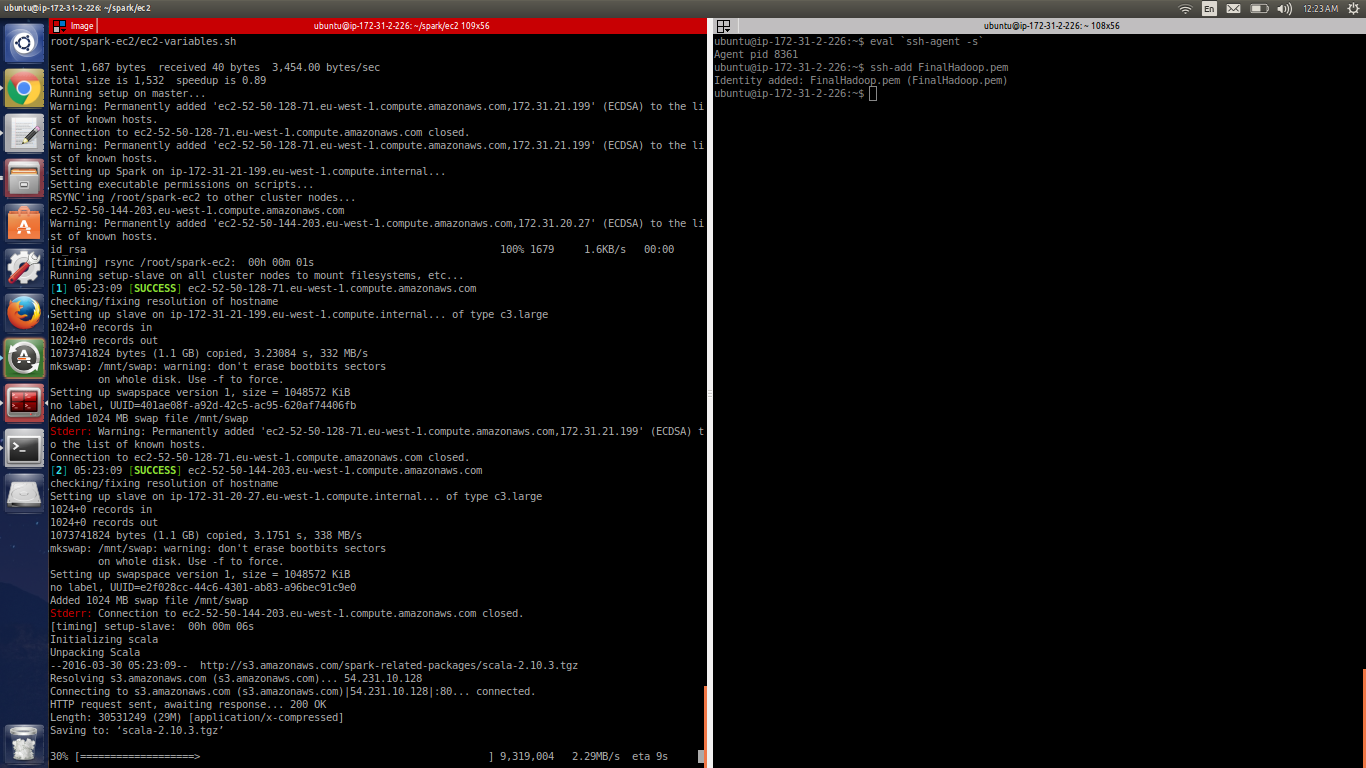 ubuntu@ip-172-31-2-226: ~/spark/ec2
En
12:23 AM
Image
ubuntu@ip-172-31-2-226: ~/spark/ec2 109x56
root/spark-ec2/ec2-variables.sh
sent 1,687 bytes  received 40 bytes  3,454.00 bytes/sec
total size is 1,532  speedup is 0.89
Running setup on master...
Warning: Permanently added 'ec2-52-50-128-71.eu-west-1.compute.amazonaws.com,172.31.21.199' (ECDSA) to the li
st of known hosts.
Connection to ec2-52-50-128-71.eu-west-1.compute.amazonaws.com closed.
Warning: Permanently added 'ec2-52-50-128-71.eu-west-1.compute.amazonaws.com,172.31.21.199' (ECDSA) to the li
st of known hosts.
Setting up Spark on ip-172-31-21-199.eu-west-1.compute.internal...
Setting executable permissions on scripts...
RSYNC'ing /root/spark-ec2 to other cluster nodes...
ec2-52-50-144-203.eu-west-1.compute.amazonaws.com
Warning: Permanently added 'ec2-52-50-144-203.eu-west-1.compute.amazonaws.com,172.31.20.27' (ECDSA) to the li
st of known hosts.
id_rsa                                                                     100% 1679     1.6KB/s   00:00
[timing] rsync /root/spark-ec2:  00h 00m 01s
Running setup-slave on all cluster nodes to mount filesystems, etc...
[1] 05:23:09 [SUCCESS] ec2-52-50-128-71.eu-west-1.compute.amazonaws.com
checking/fixing resolution of hostname
Setting up slave on ip-172-31-21-199.eu-west-1.compute.internal... of type c3.large
1024+0 records in
1024+0 records out
1073741824 bytes (1.1 GB) copied, 3.23084 s, 332 MB/s
mkswap: /mnt/swap: warning: don't erase bootbits sectors
        on whole disk. Use -f to force.
Setting up swapspace version 1, size = 1048572 KiB
no label, UUID=401ae08f-a92d-42c5-ac95-620af74406fb
Added 1024 MB swap file /mnt/swap
Stderr: Warning: Permanently added 'ec2-52-50-128-71.eu-west-1.compute.amazonaws.com,172.31.21.199' (ECDSA) t
o the list of known hosts.
Connection to ec2-52-50-128-71.eu-west-1.compute.amazonaws.com closed.
[2] 05:23:09 [SUCCESS] ec2-52-50-144-203.eu-west-1.compute.amazonaws.com
checking/fixing resolution of hostname
Setting up slave on ip-172-31-20-27.eu-west-1.compute.internal... of type c3.large
1024+0 records in
1024+0 records out
1073741824 bytes (1.1 GB) copied, 3.1751 s, 338 MB/s
mkswap: /mnt/swap: warning: don't erase bootbits sectors
        on whole disk. Use -f to force.
Setting up swapspace version 1, size = 1048572 KiB
no label, UUID=e2f028cc-44c6-4301-ab83-a96bec91c9e0
Added 1024 MB swap file /mnt/swap
Stderr: Connection to ec2-52-50-144-203.eu-west-1.compute.amazonaws.com closed.
[timing] setup-slave:  00h 00m 06s
Initializing scala
Unpacking Scala
--2016-03-30 05:23:09--  http://s3.amazonaws.com/spark-related-packages/scala-2.10.3.tgz
Resolving s3.amazonaws.com (s3.amazonaws.com)... 54.231.10.128
Connecting to s3.amazonaws.com (s3.amazonaws.com)|54.231.10.128|:80... connected.
HTTP request sent, awaiting response... 200 OK
Length: 30531249 (29M) [application/x-compressed]
Saving to: ‘scala-2.10.3.tgz’
30% [===================>                                                ] 9,319,004   2.29MB/s  eta 9s
ubuntu@ip-172-31-2-226: ~ 108x56
ubuntu@ip-172-31-2-226:~$ eval `ssh-agent -s`
Agent pid 8361
ubuntu@ip-172-31-2-226:~$ ssh-add FinalHadoop.pem
Identity added: FinalHadoop.pem (FinalHadoop.pem)
ubuntu@ip-172-31-2-226:~$